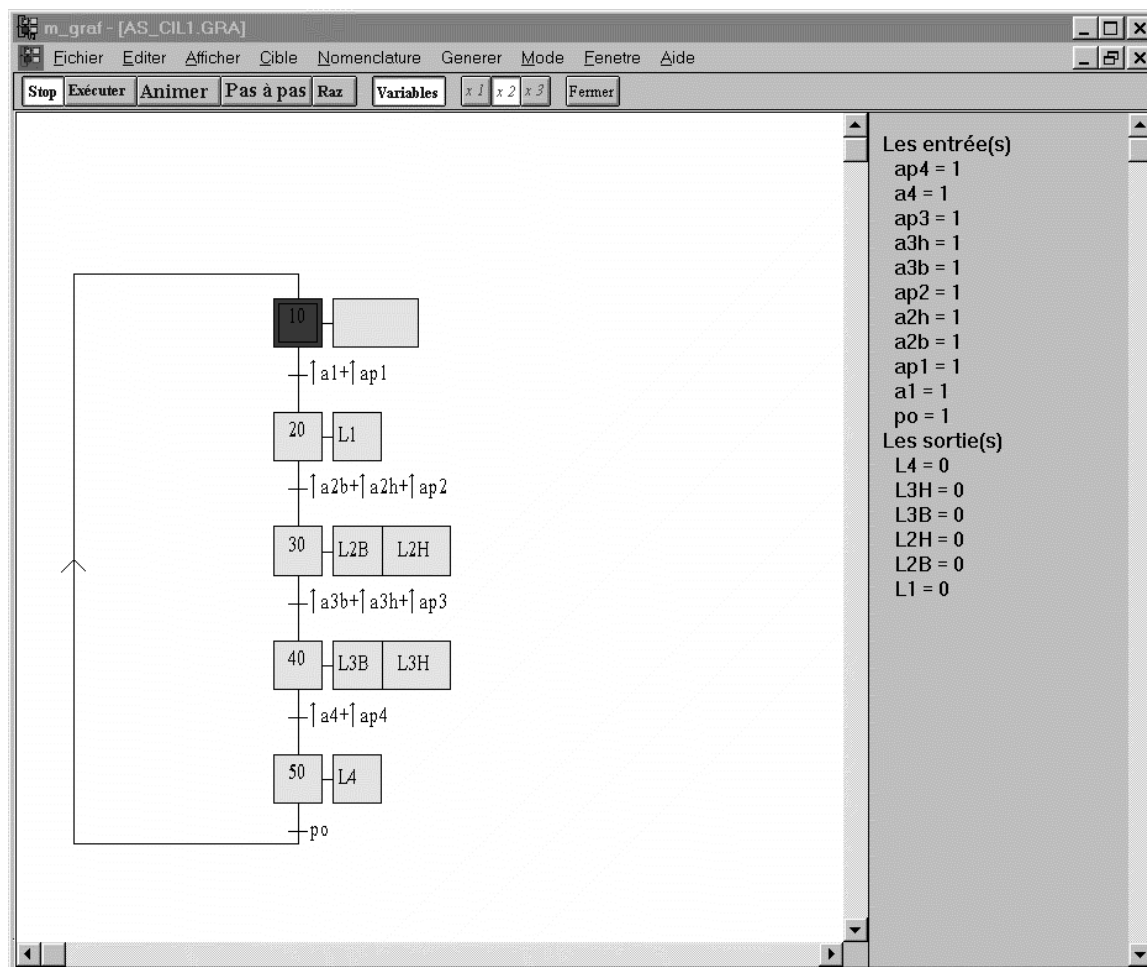 m_graf - [AS_CIL1.GRA]
Fichier Editer Afficher Cible Nomenclature Generer Mode Fenetre Aide
Stop Exécuter Animer Pas à pas Raz Variables x 1 x 2 x 3 Fermer
10
↑a1+↑ap1
20 L1
↑a2b+↑a2h+↑ap2
30 L2B L2H
↑a3b+↑a3h+↑ap3
40 L3B L3H
↑a4+↑ap4
50 L4
po
Les entrée(s)
ap4 = 1
a4 = 1
ap3 = 1
a3h = 1
a3b = 1
ap2 = 1
a2h = 1
a2b = 1
ap1 = 1
a1 = 1
po = 1
Les sortie(s)
L4 = 0
L3H = 0
L3B = 0
L2H = 0
L2B = 0
L1 = 0